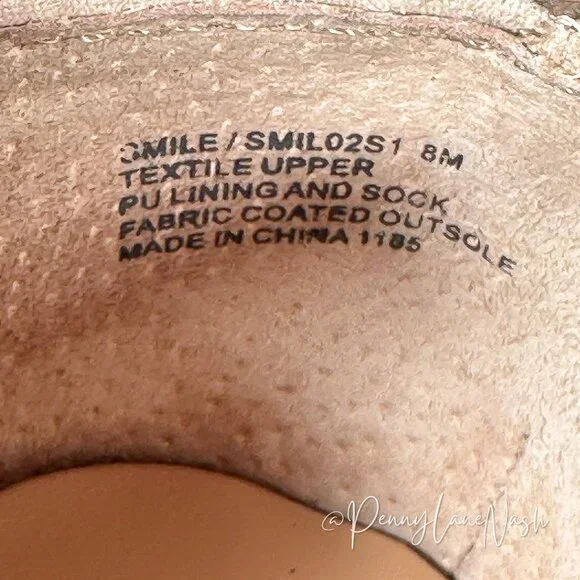 SMILE / SMIL02S1 8M
TEXTILE UPPER
PU LINING AND SOCK
FABRIC COATED OUTSOLE
MADE IN CHINA 1185
@PennyLaneNash